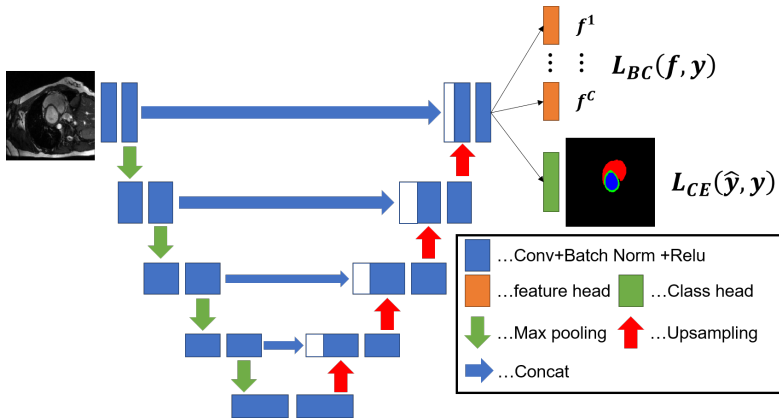 f¹
⋮ ⋮
L_BC(f, y)
f^C
L_CE(ŷ, y)
…Conv+Batch Norm +Relu
…feature head
…Class head
…Max pooling
…Upsampling
…Concat